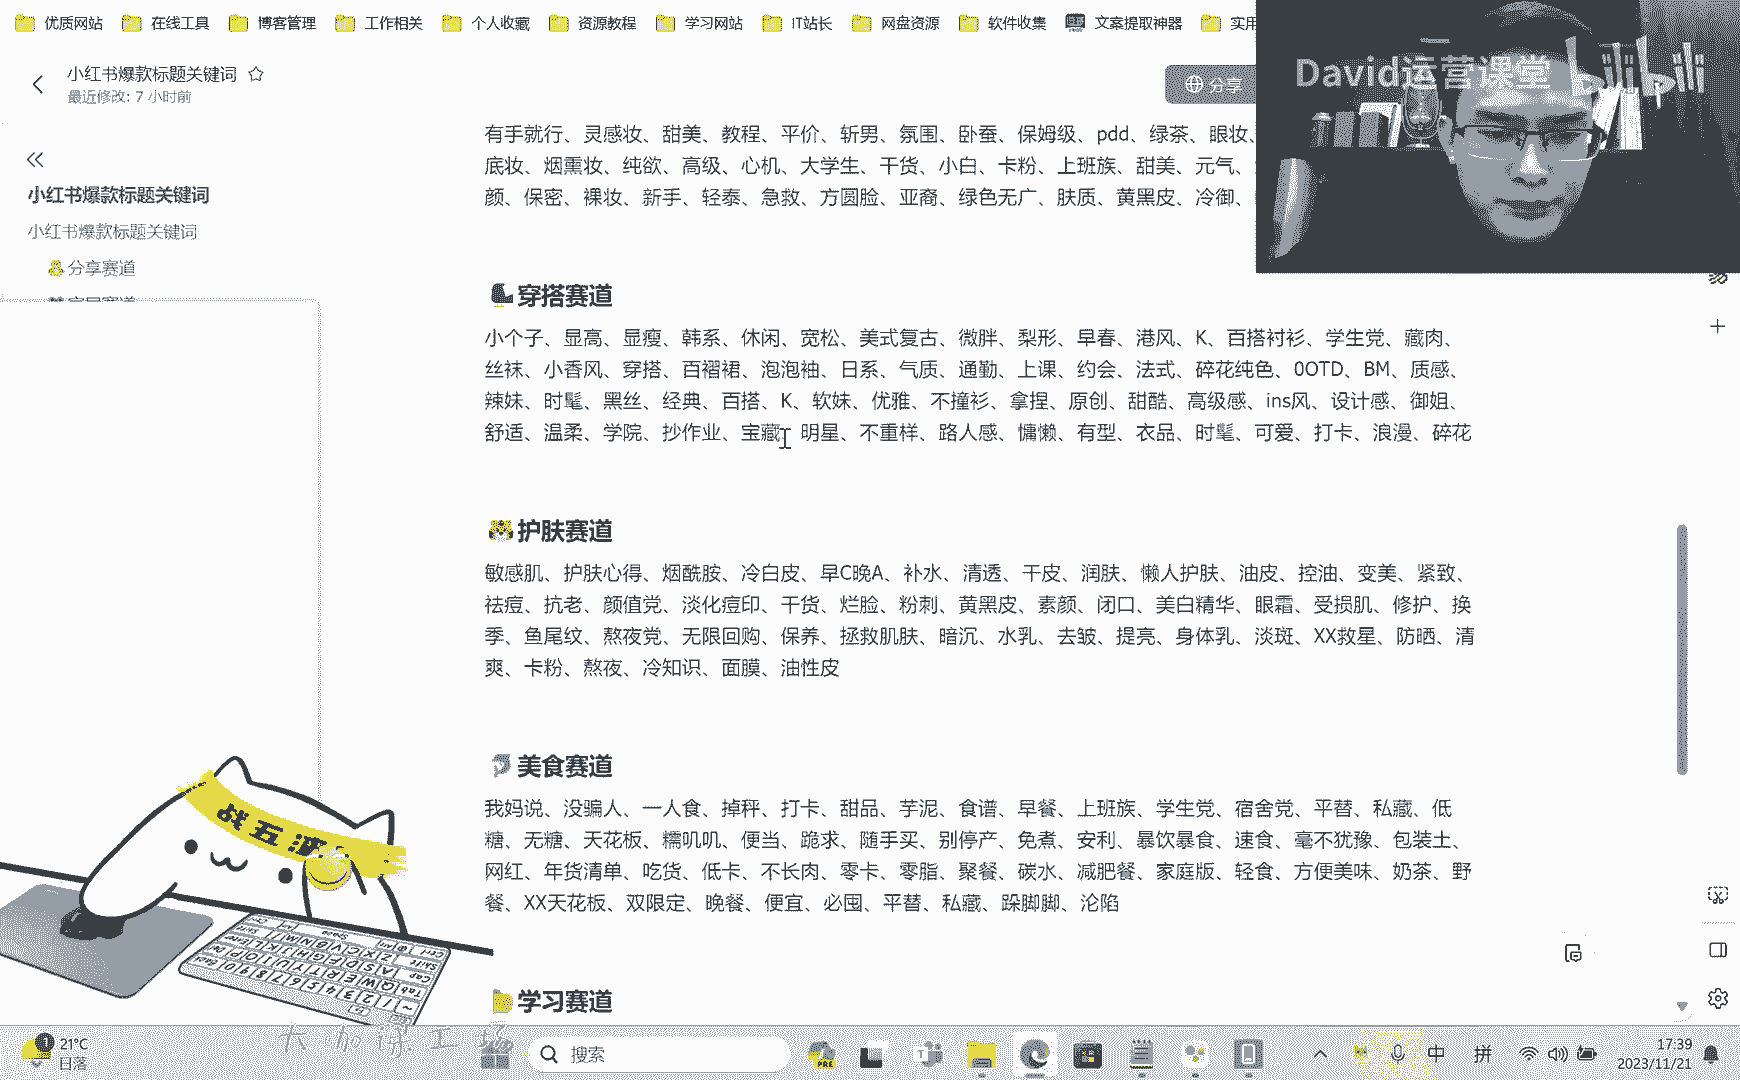 优质网站 在线工具 博客管理 工作相关 个人收藏 资源教程 学习网站 IT站长 网盘资源 软件收集 文案提取神器 实用
David运营课堂 bilibili
小红书爆款标题关键词
最近修改: 7 小时前
分享
小红书爆款标题关键词
小红书爆款标题关键词
分享赛道
有手就行、灵感妆、甜美、教程、平价、斩男、氛围、卧蚕、保姆级、pdd、绿茶、眼妆、
底妆、烟熏妆、纯欲、高级、心机、大学生、干货、小白、卡粉、上班族、甜美、元气、
颜、保密、裸妆、新手、轻泰、急救、方圆脸、亚裔、绿色无广、肤质、黄黑皮、冷御、
穿搭赛道
小个子、显高、显瘦、韩系、休闲、宽松、美式复古、微胖、梨形、早春、港风、K、百搭衬衫、学生党、藏肉、
丝袜、小香风、穿搭、百褶裙、泡泡袖、日系、气质、通勤、上课、约会、法式、碎花纯色、0OTD、BM、质感、
辣妹、时髦、黑丝、经典、百搭、K、软妹、优雅、不撞衫、拿捏、原创、甜酷、高级感、ins风、设计感、御姐、
舒适、温柔、学院、抄作业、宝藏、明星、不重样、路人感、慵懒、有型、衣品、时髦、可爱、打卡、浪漫、碎花
护肤赛道
敏感肌、护肤心得、烟酰胺、冷白皮、早C晚A、补水、清透、干皮、润肤、懒人护肤、油皮、控油、变美、紧致、
祛痘、抗老、颜值党、淡化痘印、干货、烂脸、粉刺、黄黑皮、素颜、闭口、美白精华、眼霜、受损肌、修护、换
季、鱼尾纹、熬夜党、无限回购、保养、拯救肌肤、暗沉、水乳、去皱、提亮、身体乳、淡斑、XX救星、防晒、清
爽、卡粉、熬夜、冷知识、面膜、油性皮
美食赛道
我妈说、没骗人、一人食、掉秤、打卡、甜品、芋泥、食谱、早餐、上班族、学生党、宿舍党、平替、私藏、低
糖、无糖、天花板、糯叽叽、便当、跪求、随手买、别停产、免煮、安利、暴饮暴食、速食、毫不犹豫、包装土、
网红、年货清单、吃货、低卡、不长肉、零卡、零脂、聚餐、碳水、减肥餐、家庭版、轻食、方便美味、奶茶、野
餐、XX天花板、双限定、晚餐、便宜、必囤、平替、私藏、跺脚脚、沦陷
学习赛道
战五渣
大加课工场
1 21°C
日落
搜索
PRE
中 拼
17:39
2023/11/21